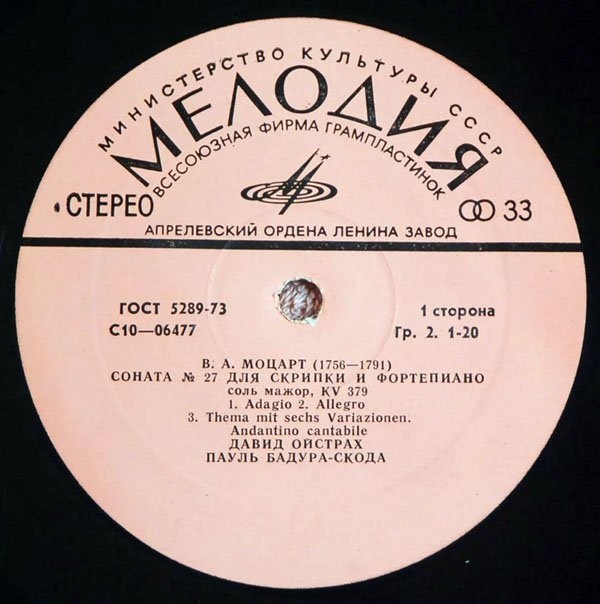 МИНИСТЕРСТВО КУЛЬТУРЫ СССР
МЕЛОДИЯ
ВСЕСОЮЗНАЯ ФИРМА ГРАМПЛАСТИНОК
СТЕРЕО
33
АПРЕЛЕВСКИЙ ОРДЕНА ЛЕНИНА ЗАВОД
ГОСТ 5289-73
1 сторона
С10—06477
Гр. 2. 1-20
В. А. МОЦАРТ (1756—1791)
СОНАТА № 27 ДЛЯ СКРИПКИ И ФОРТЕПИАНО
соль мажор, KV 379
1. Adagio 2. Allegro
3. Thema mit sechs Variazionen.
Andantino cantabile
ДАВИД ОЙСТРАХ
ПАУЛЬ БАДУРА-СКОДА